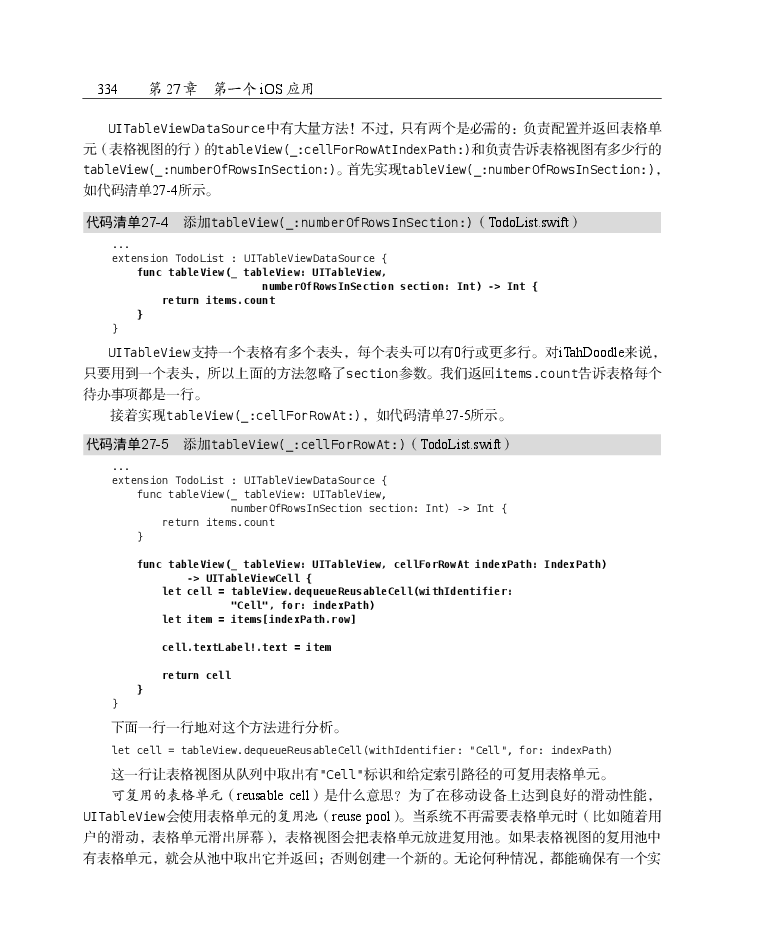 334 第 27 章 第一个 iOS 应用
UITableViewDataSource中有大量方法！不过，只有两个是必需的：负责配置并返回表格单
元（表格视图的行）的tableView(_:cellForRowAtIndexPath:)和负责告诉表格视图有多少行的
tableView(_:numberOfRowsInSection:)。首先实现tableView(_:numberOfRowsInSection:)，
如代码清单27-4所示。
代码清单27-4 添加tableView(_:numberOfRowsInSection:)（TodoList.swift）
...
extension TodoList : UITableViewDataSource {
func tableView(_ tableView: UITableView,
numberOfRowsInSection section: Int) -> Int {
return items.count
}
}
UITableView支持一个表格有多个表头，每个表头可以有0行或更多行。对iTahDoodle来说，
只要用到一个表头，所以上面的方法忽略了section参数。我们返回items.count告诉表格每个
待办事项都是一行。
接着实现tableView(_:cellForRowAt:)，如代码清单27-5所示。
代码清单27-5 添加tableView(_:cellForRowAt:)（TodoList.swift）
...
extension TodoList : UITableViewDataSource {
func tableView(_ tableView: UITableView,
numberOfRowsInSection section: Int) -> Int {
return items.count
}
func tableView(_ tableView: UITableView, cellForRowAt indexPath: IndexPath)
-> UITableViewCell {
let cell = tableView.dequeueReusableCell(withIdentifier:
"Cell", for: indexPath)
let item = items[indexPath.row]
cell.textLabel!.text = item
return cell
}
}
下面一行一行地对这个方法进行分析。
let cell = tableView.dequeueReusableCell(withIdentifier: "Cell", for: indexPath)
这一行让表格视图从队列中取出有"Cell"标识和给定索引路径的可复用表格单元。
可复用的表格单元（reusable cell）是什么意思？为了在移动设备上达到良好的滑动性能，
UITableView会使用表格单元的复用池（reuse pool）。当系统不再需要表格单元时（比如随着用
户的滑动，表格单元滑出屏幕），表格视图会把表格单元放进复用池。如果表格视图的复用池中
有表格单元，就会从池中取出它并返回；否则创建一个新的。无论何种情况，都能确保有一个实